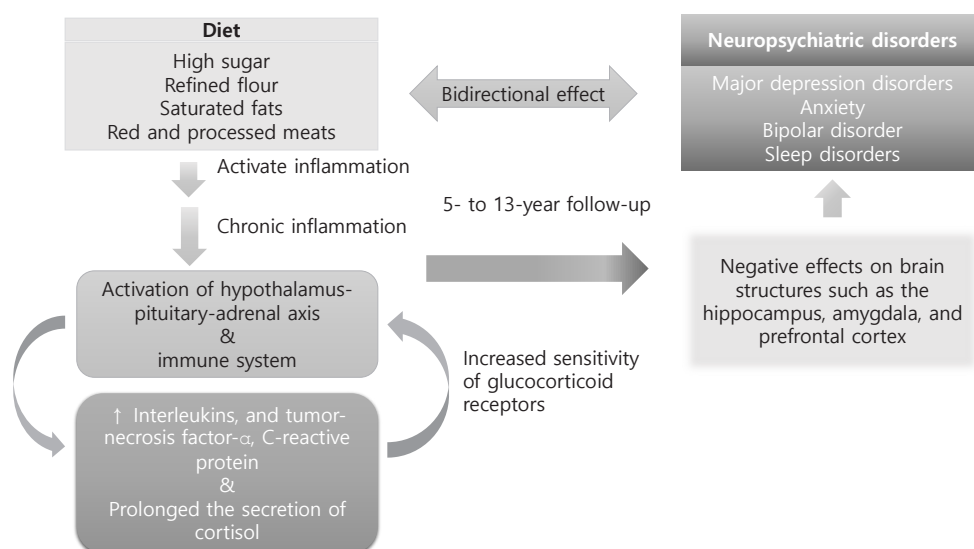 Diet
High sugar
Refined flour
Saturated fats
Red and processed meats
Bidirectional effect
Neuropsychiatric disorders
Major depression disorders
Anxiety
Bipolar disorder
Sleep disorders
Activate inflammation
Chronic inflammation
5- to 13-year follow-up
Activation of hypothalamus-
pituitary-adrenal axis
&
immune system
Negative effects on brain
structures such as the
hippocampus, amygdala, and
prefrontal cortex
Increased sensitivity
of glucocorticoid
receptors
↑ Interleukins, and tumor-
necrosis factor-α, C-reactive
protein
&
Prolonged the secretion of
cortisol